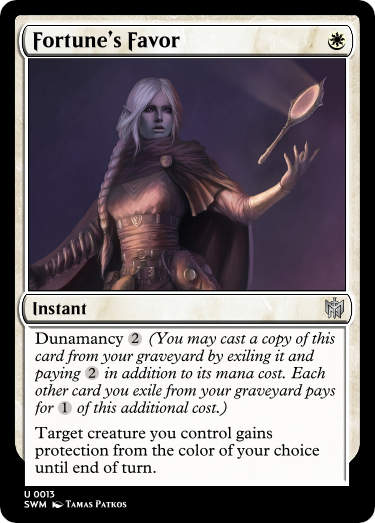 Fortune's Favor
Instant
Dunamancy 2 (You may cast a copy of this
card from your graveyard by exiling it and
paying 2 in addition to its mana cost. Each
other card you exile from your graveyard pays
for 1 of this additional cost.)
Target creature you control gains
protection from the color of your choice
until end of turn.
U 0013
SWM Tamas Patkos